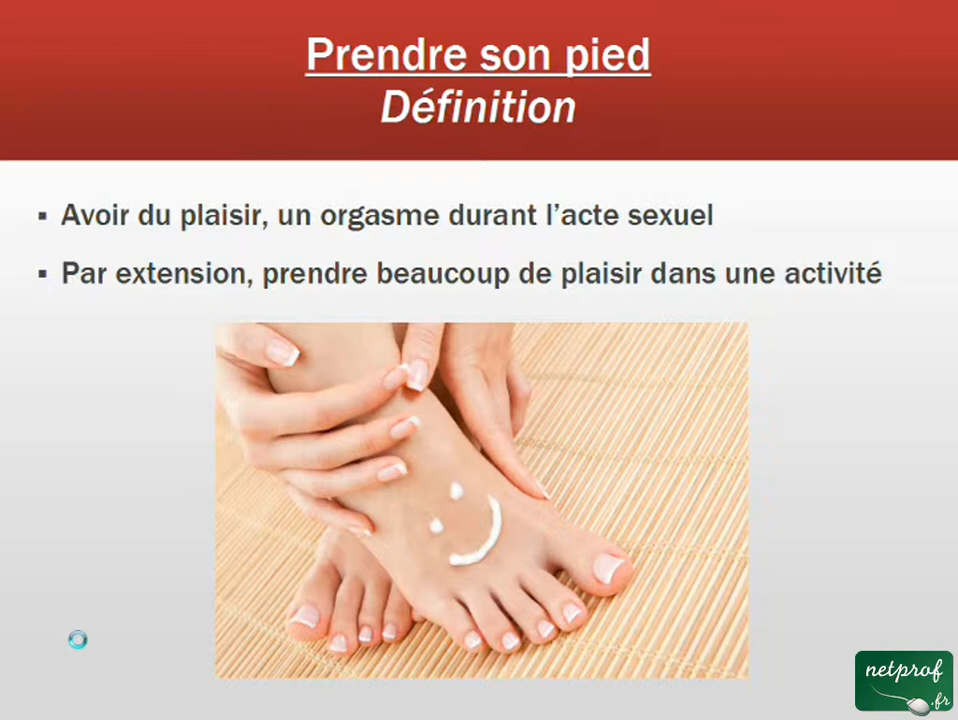 Prendre son pied
Définition
▪ Avoir du plaisir, un orgasme durant l’acte sexuel
▪ Par extension, prendre beaucoup de plaisir dans une activité
netprof
.fr